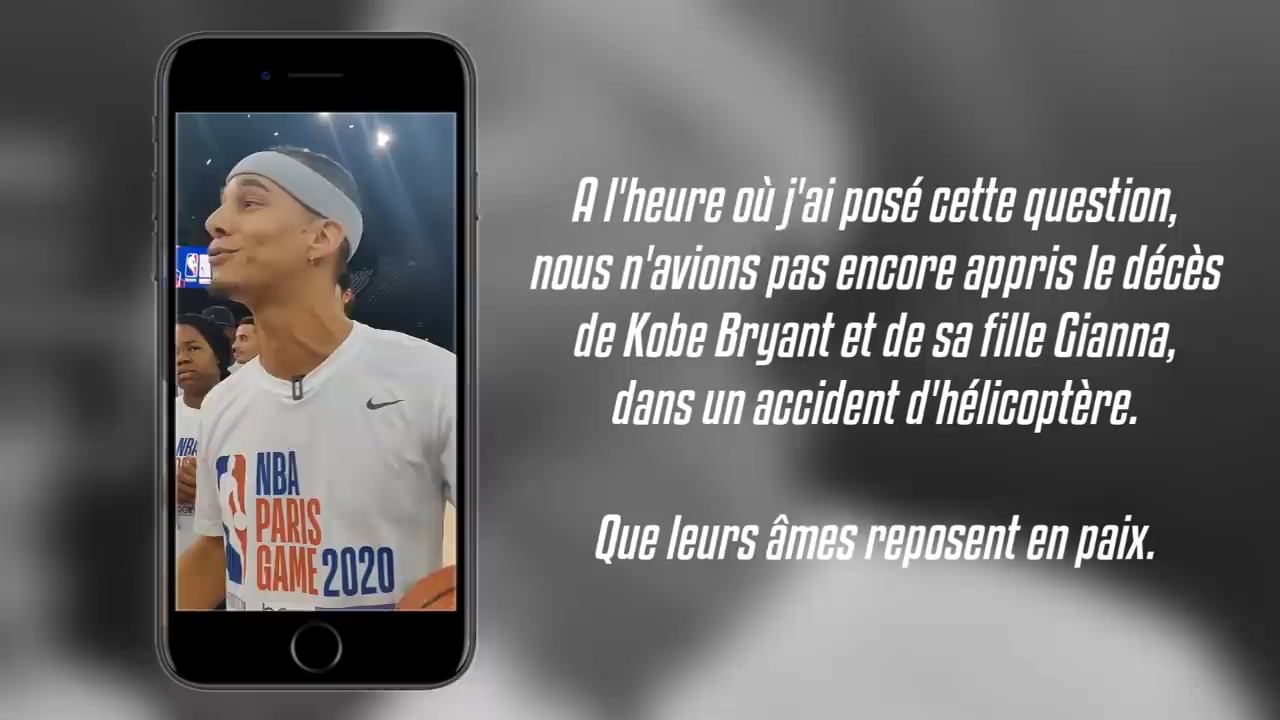 A l'heure où j'ai posé cette question,
nous n'avions pas encore appris le décès
de Kobe Bryant et de sa fille Gianna,
dans un accident d'hélicoptère.
Que leurs âmes reposent en paix.
NBA
PARIS
GAME 2020
NBA